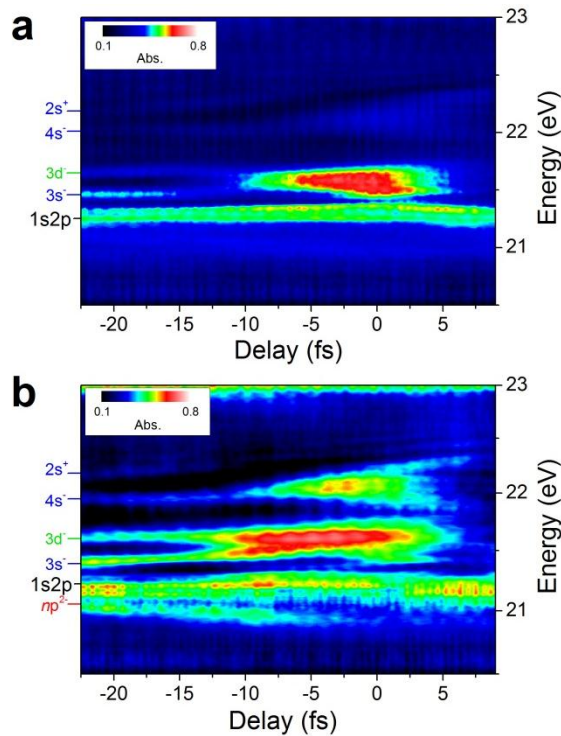 a
23
0.1 0.8
Abs.
2s⁺
4s⁻
22
3d⁻
3s⁻
1s2p
21
Energy (eV)
-20 -15 -10 -5 0 5
Delay (fs)
b
23
0.1 0.8
Abs.
2s⁺
4s⁻
22
3d⁻
3s⁻
1s2p
np²⁻
21
Energy (eV)
-20 -15 -10 -5 0 5
Delay (fs)